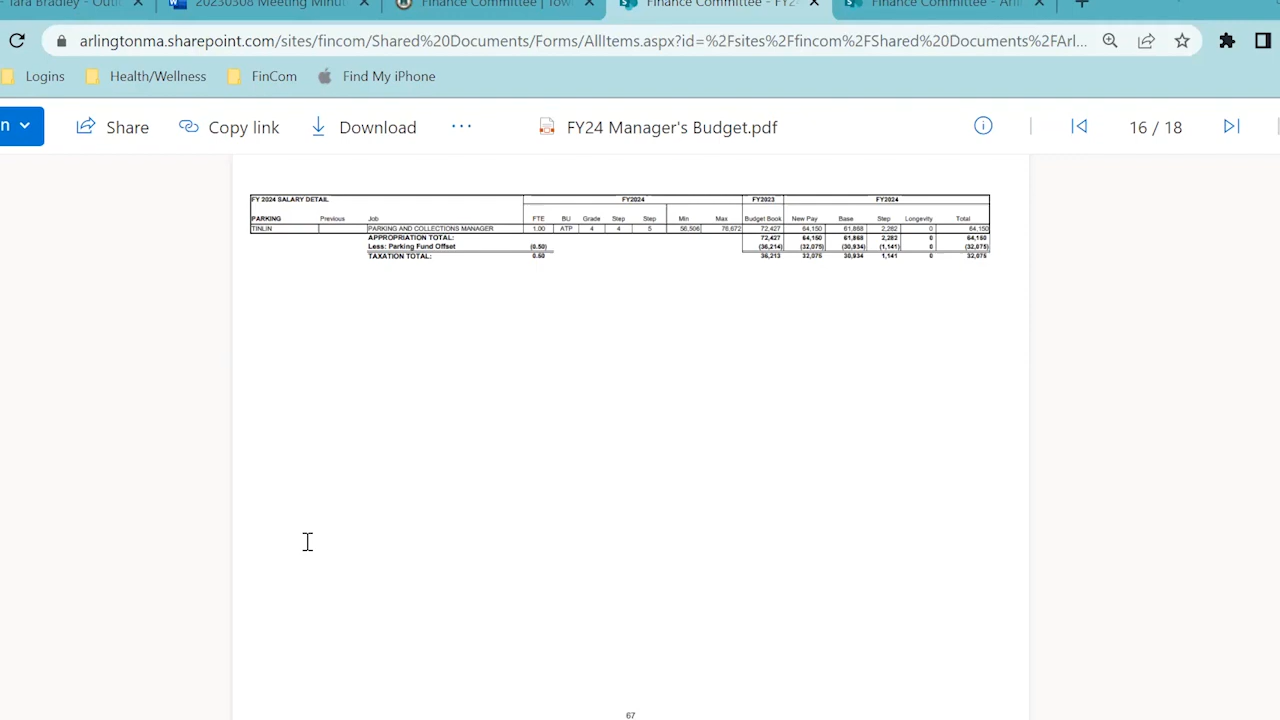 Tara Bradley - Outl
20230308 Meeting Minut
Finance Committee | Tow
Finance Committee - FY2
Finance Committee - Arli
arlingtonma.sharepoint.com/sites/fincom/Shared%20Documents/Forms/AllItems.aspx?id=%2Fsites%2Ffincom%2FShared%20Documents%2FArl...
Logins Health/Wellness FinCom Find My iPhone
n Share Copy link Download ... FY24 Manager's Budget.pdf 16 / 18
FY 2024 SALARY DETAIL FY2024 FY2023 FY2024
PARKING Previous Job FTE BU Grade Step Step Min Max Budget Book New Pay Base Step Longevity Total
TINLIN PARKING AND COLLECTIONS MANAGER 1.00 ATP 4 4 5 56,506 76,672 72,427 64,150 61,868 2,282 0 64,150
APPROPRIATION TOTAL: 72,427 64,150 61,868 2,282 0 64,150
Less: Parking Fund Offset (0.50) (36,214) (32,075) (30,934) (1,141) 0 (32,075)
TAXATION TOTAL: 0.50 36,213 32,075 30,934 1,141 0 32,075
67